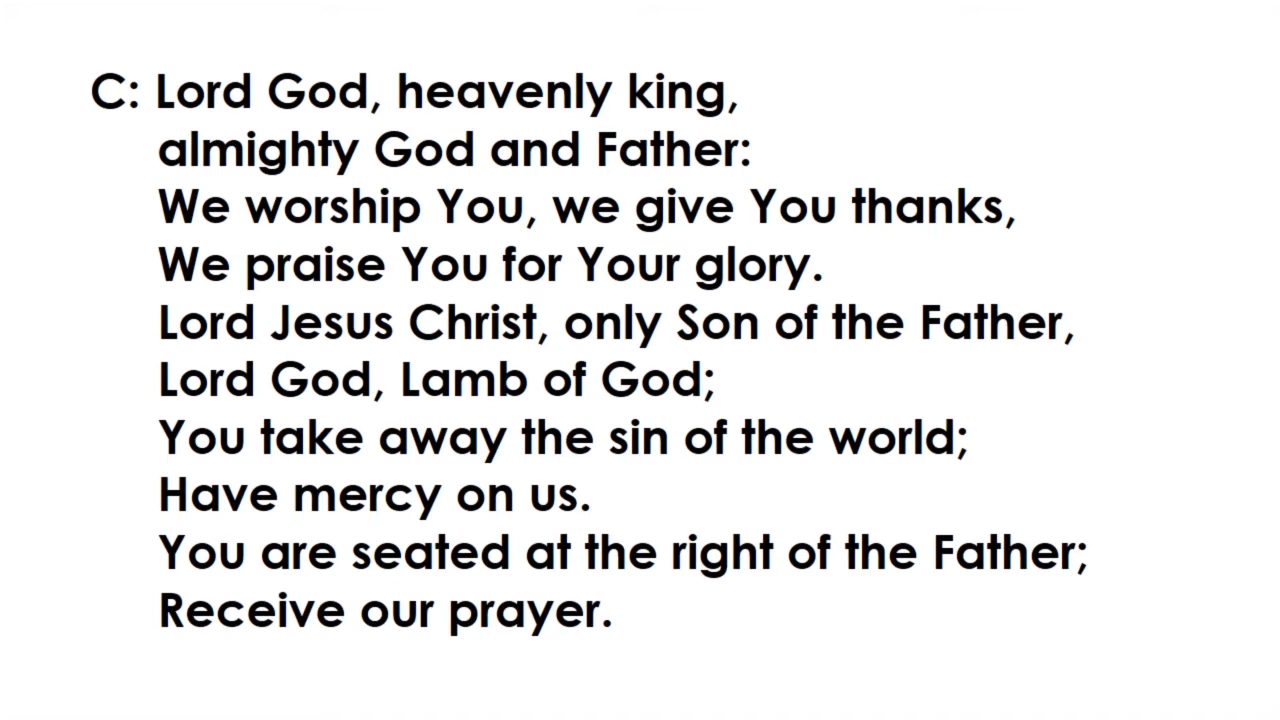 C: Lord God, heavenly king,
almighty God and Father:
We worship You, we give You thanks,
We praise You for Your glory.
Lord Jesus Christ, only Son of the Father,
Lord God, Lamb of God;
You take away the sin of the world;
Have mercy on us.
You are seated at the right of the Father;
Receive our prayer.